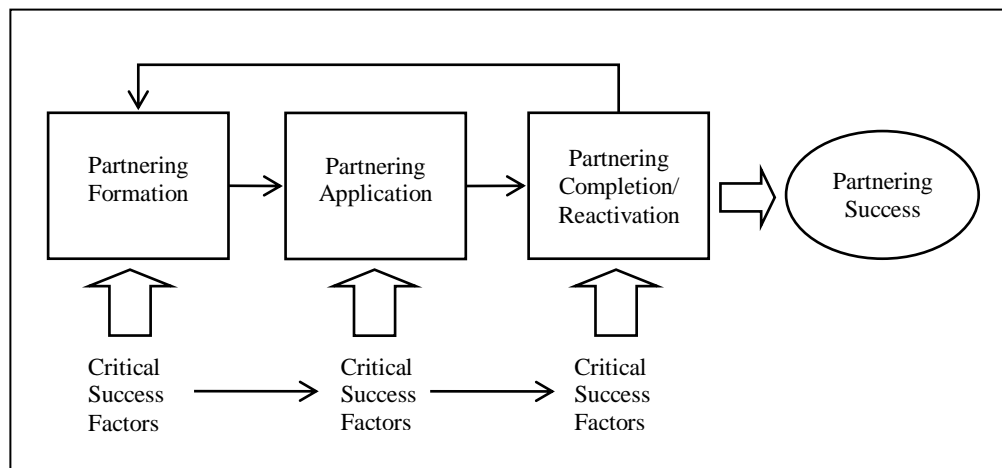 Partnering
Formation
Partnering
Application
Partnering
Completion/
Reactivation
Partnering
Success
Critical
Success
Factors
Critical
Success
Factors
Critical
Success
Factors